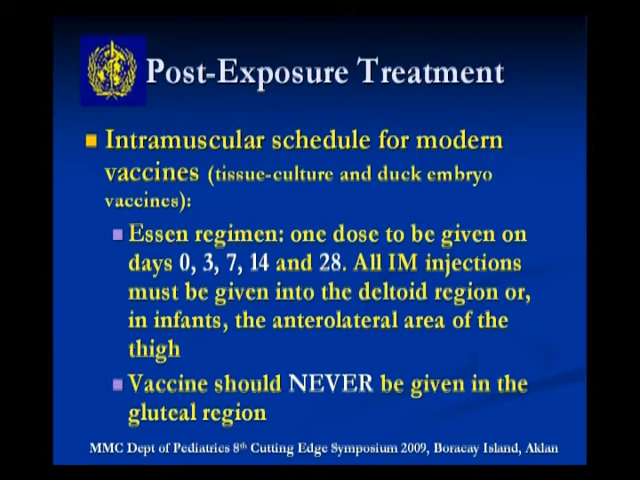 Post-Exposure Treatment
Intramuscular schedule for modern
vaccines (tissue-culture and duck embryo
vaccines):
Essen regimen: one dose to be given on
days 0, 3, 7, 14 and 28. All IM injections
must be given into the deltoid region or,
in infants, the anterolateral area of the
thigh
Vaccine should NEVER be given in the
gluteal region
MMC Dept of Pediatrics 8th Cutting Edge Symposium 2009, Boracay Island, Aklan